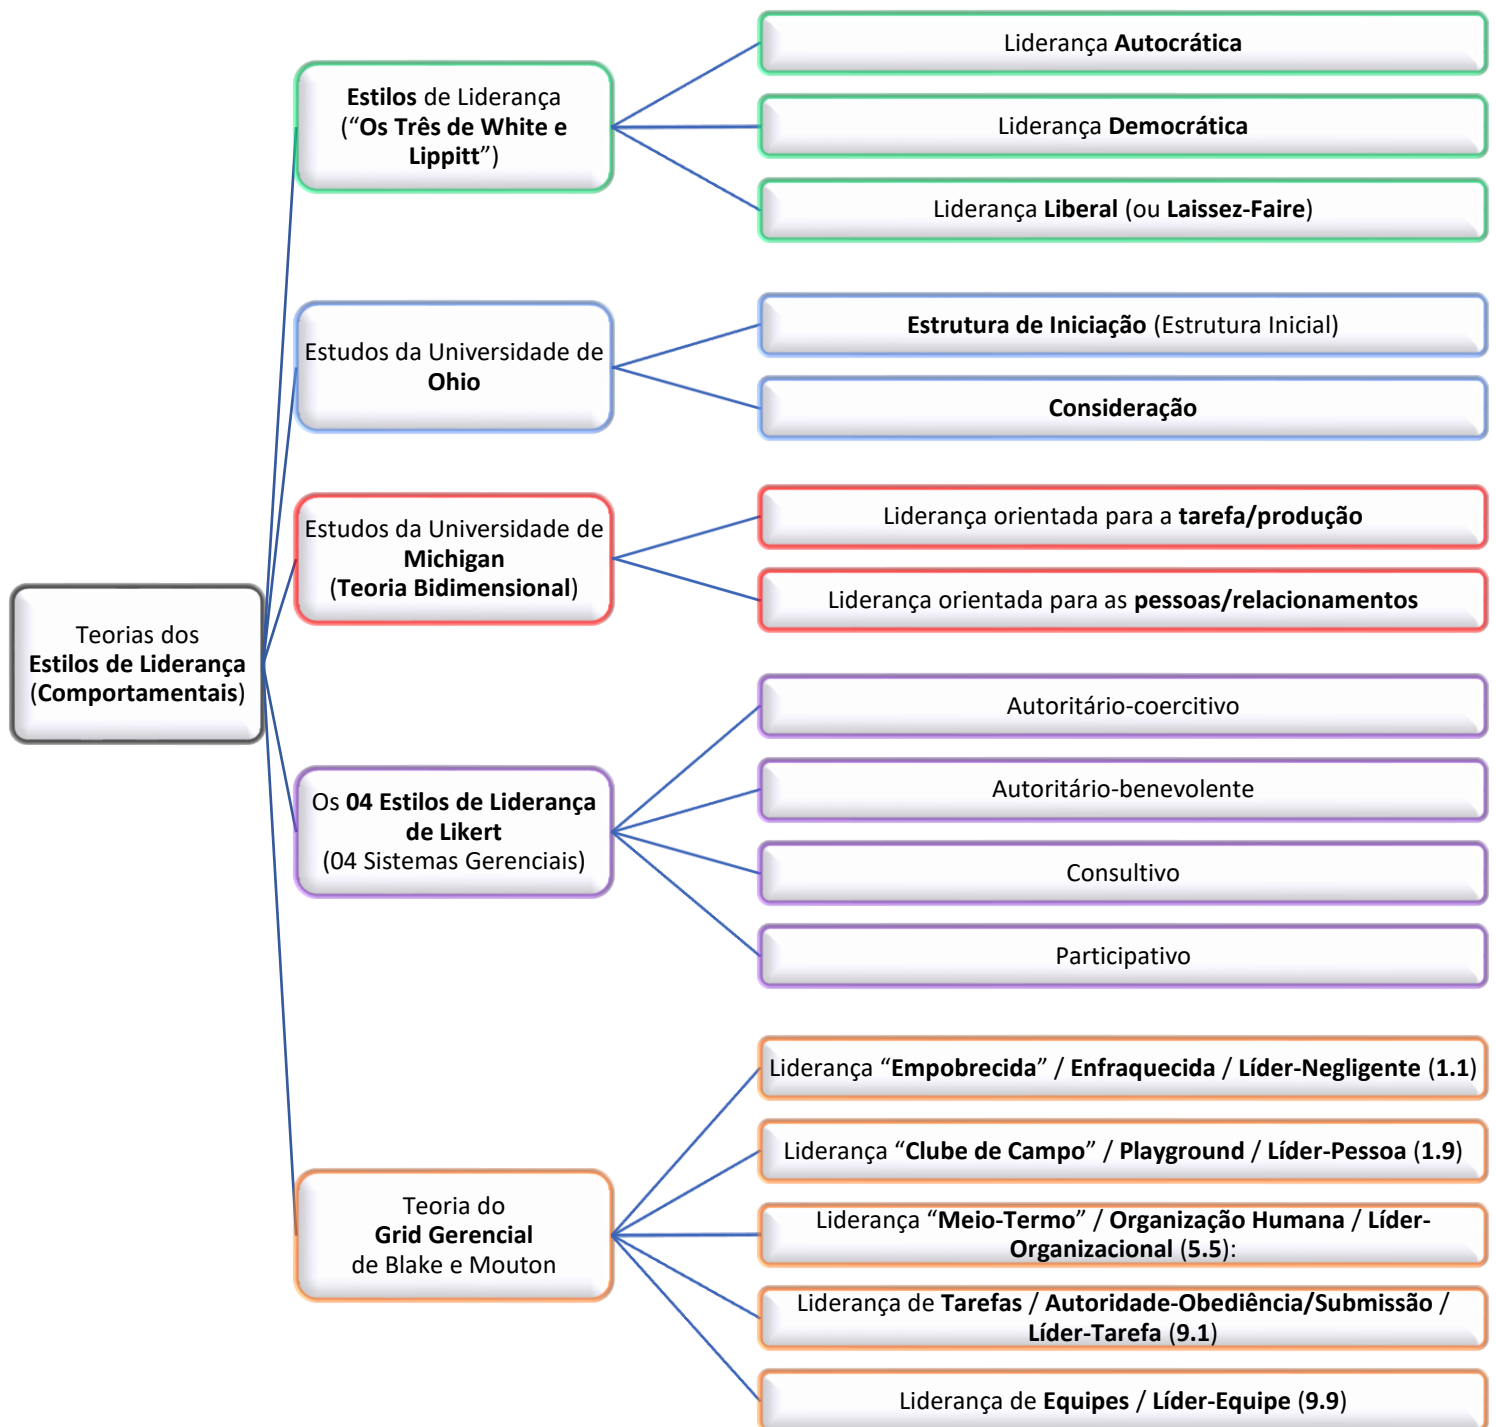 Teorias dos
Estilos de Liderança
(Comportamentais)
Estilos de Liderança
(“Os Três de White e
Lippitt”)
Liderança Autocrática
Liderança Democrática
Liderança Liberal (ou Laissez-Faire)
Estudos da Universidade de
Ohio
Estrutura de Iniciação (Estrutura Inicial)
Consideração
Estudos da Universidade de
Michigan
(Teoria Bidimensional)
Liderança orientada para a tarefa/produção
Liderança orientada para as pessoas/relacionamentos
Os 04 Estilos de Liderança
de Likert
(04 Sistemas Gerenciais)
Autoritário-coercitivo
Autoritário-benevolente
Consultivo
Participativo
Teoria do
Grid Gerencial
de Blake e Mouton
Liderança “Empobrecida” / Enfraquecida / Líder-Negligente (1.1)
Liderança “Clube de Campo” / Playground / Líder-Pessoa (1.9)
Liderança “Meio-Termo” / Organização Humana / Líder-
Organizacional (5.5):
Liderança de Tarefas / Autoridade-Obediência/Submissão /
Líder-Tarefa (9.1)
Liderança de Equipes / Líder-Equipe (9.9)